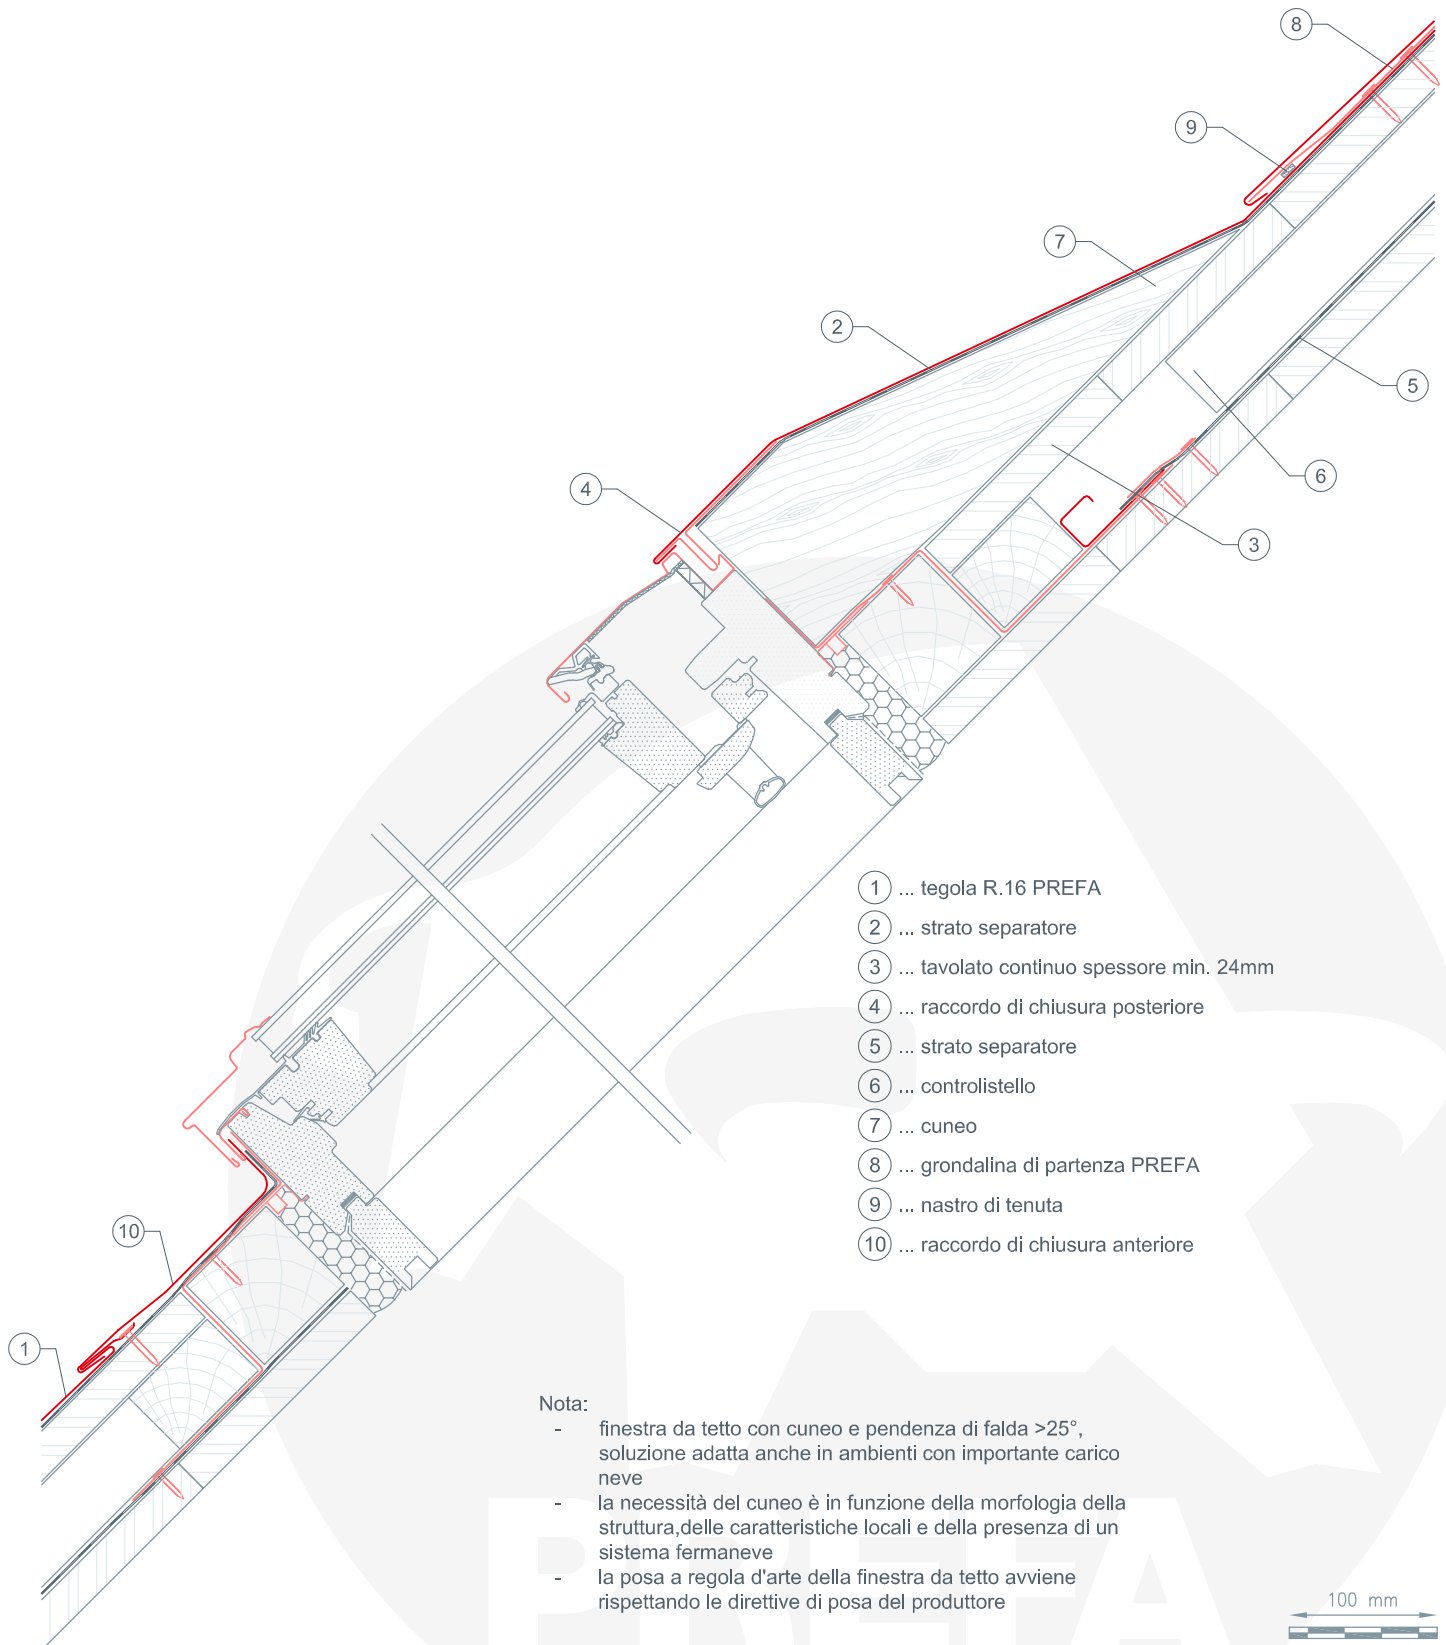 8
9
7
2
5
4
6
3
1 ... tegola R.16 PREFA
2 ... strato separatore
3 ... tavolato continuo spessore min. 24mm
4 ... raccordo di chiusura posteriore
5 ... strato separatore
6 ... controlistello
7 ... cuneo
8 ... grondalina di partenza PREFA
9 ... nastro di tenuta
10 ... raccordo di chiusura anteriore
10
1
Nota:
- finestra da tetto con cuneo e pendenza di falda >25°,
soluzione adatta anche in ambienti con importante carico
neve
- la necessità del cuneo è in funzione della morfologia della
struttura,delle caratteristiche locali e della presenza di un
sistema fermaneve
- la posa a regola d'arte della finestra da tetto avviene
rispettando le direttive di posa del produttore
100 mm
PREFA